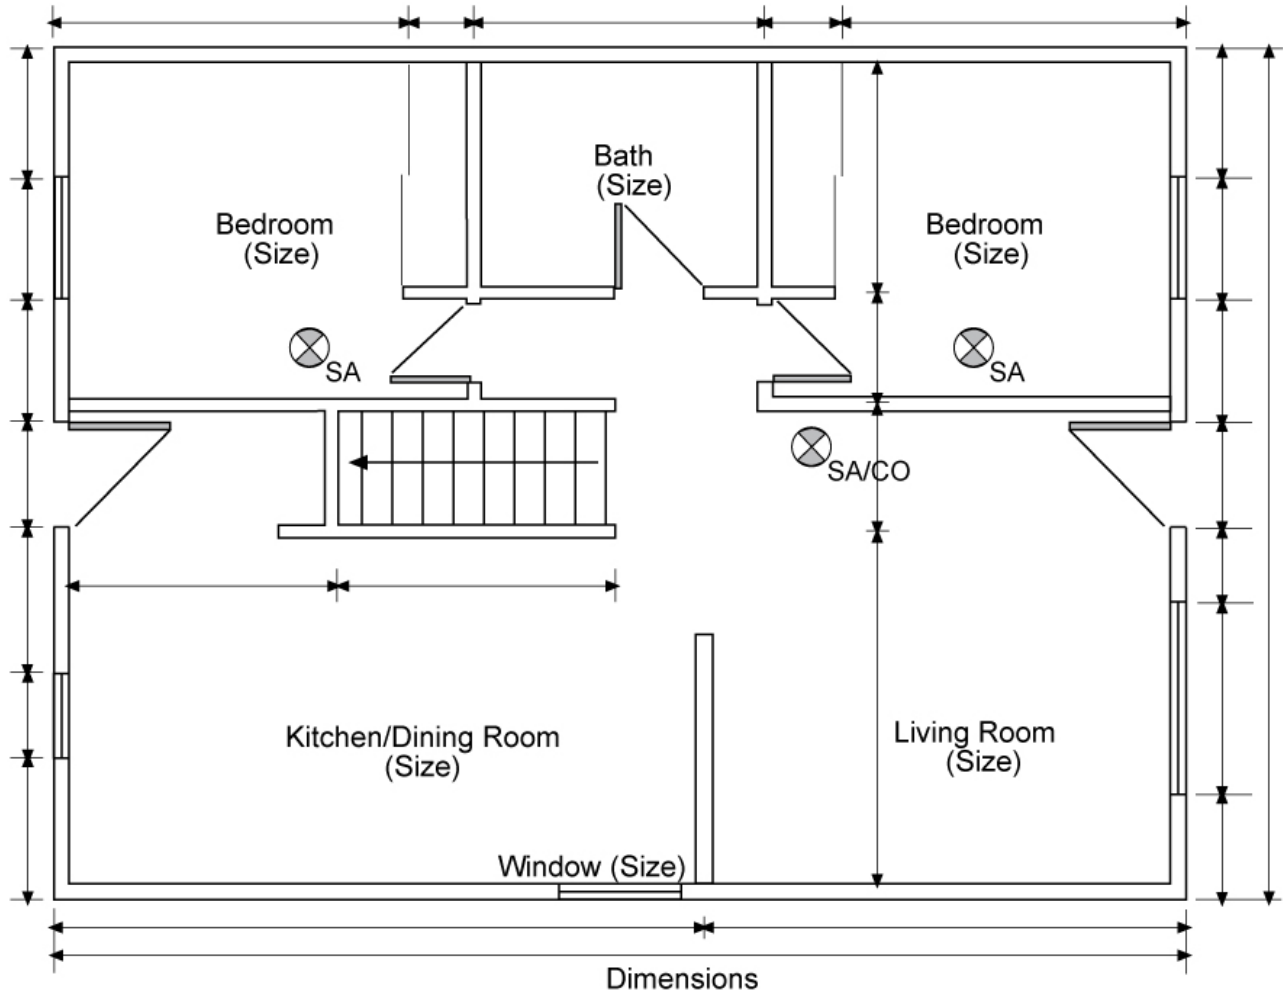 Bath
(Size)
Bedroom
(Size)
Bedroom
(Size)
SA
SA
SA/CO
Kitchen/Dining Room
(Size)
Living Room
(Size)
Window (Size)
Dimensions